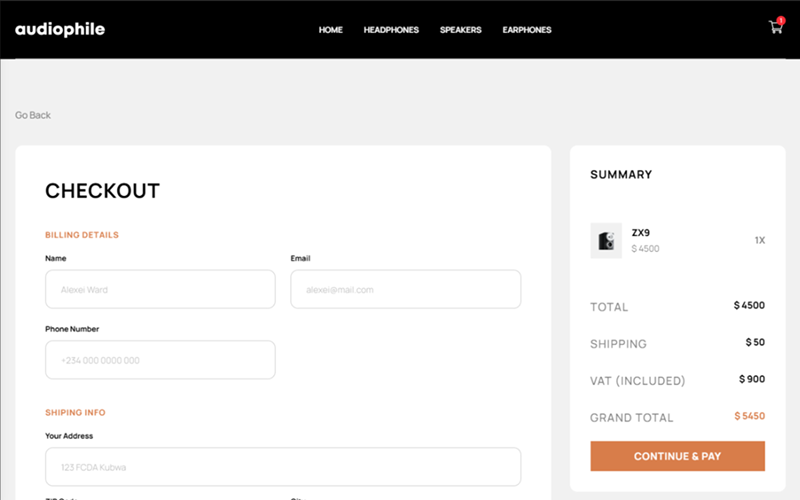 audiophile
HOME HEADPHONES SPEAKERS EARPHONES
1
Go Back
CHECKOUT
BILLING DETAILS
Name Email
Alexei Ward alexei@mail.com
Phone Number
+234 000 0000 000
SHIPING INFO
Your Address
123 FCDA Kubwa
SUMMARY
ZX9
$ 4500
1X
TOTAL $ 4500
SHIPPING $ 50
VAT (INCLUDED) $ 900
GRAND TOTAL $ 5450
CONTINUE & PAY